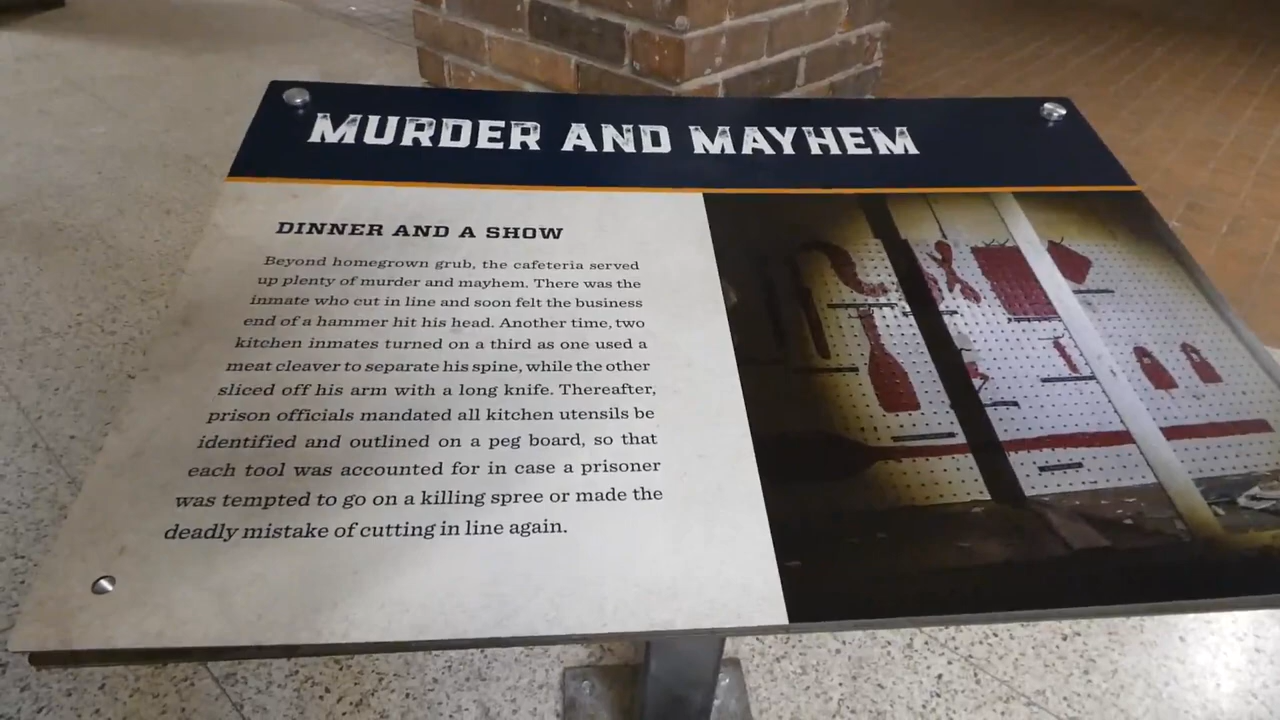 MURDER AND MAYHEM
DINNER AND A SHOW
Beyond homegrown grub, the cafeteria served
up plenty of murder and mayhem. There was the
inmate who cut in line and soon felt the business
end of a hammer hit his head. Another time, two
kitchen inmates turned on a third as one used a
meat cleaver to separate his spine, while the other
sliced off his arm with a long knife. Thereafter,
prison officials mandated all kitchen utensils be
identified and outlined on a peg board, so that
each tool was accounted for in case a prisoner
was tempted to go on a killing spree or made the
deadly mistake of cutting in line again.